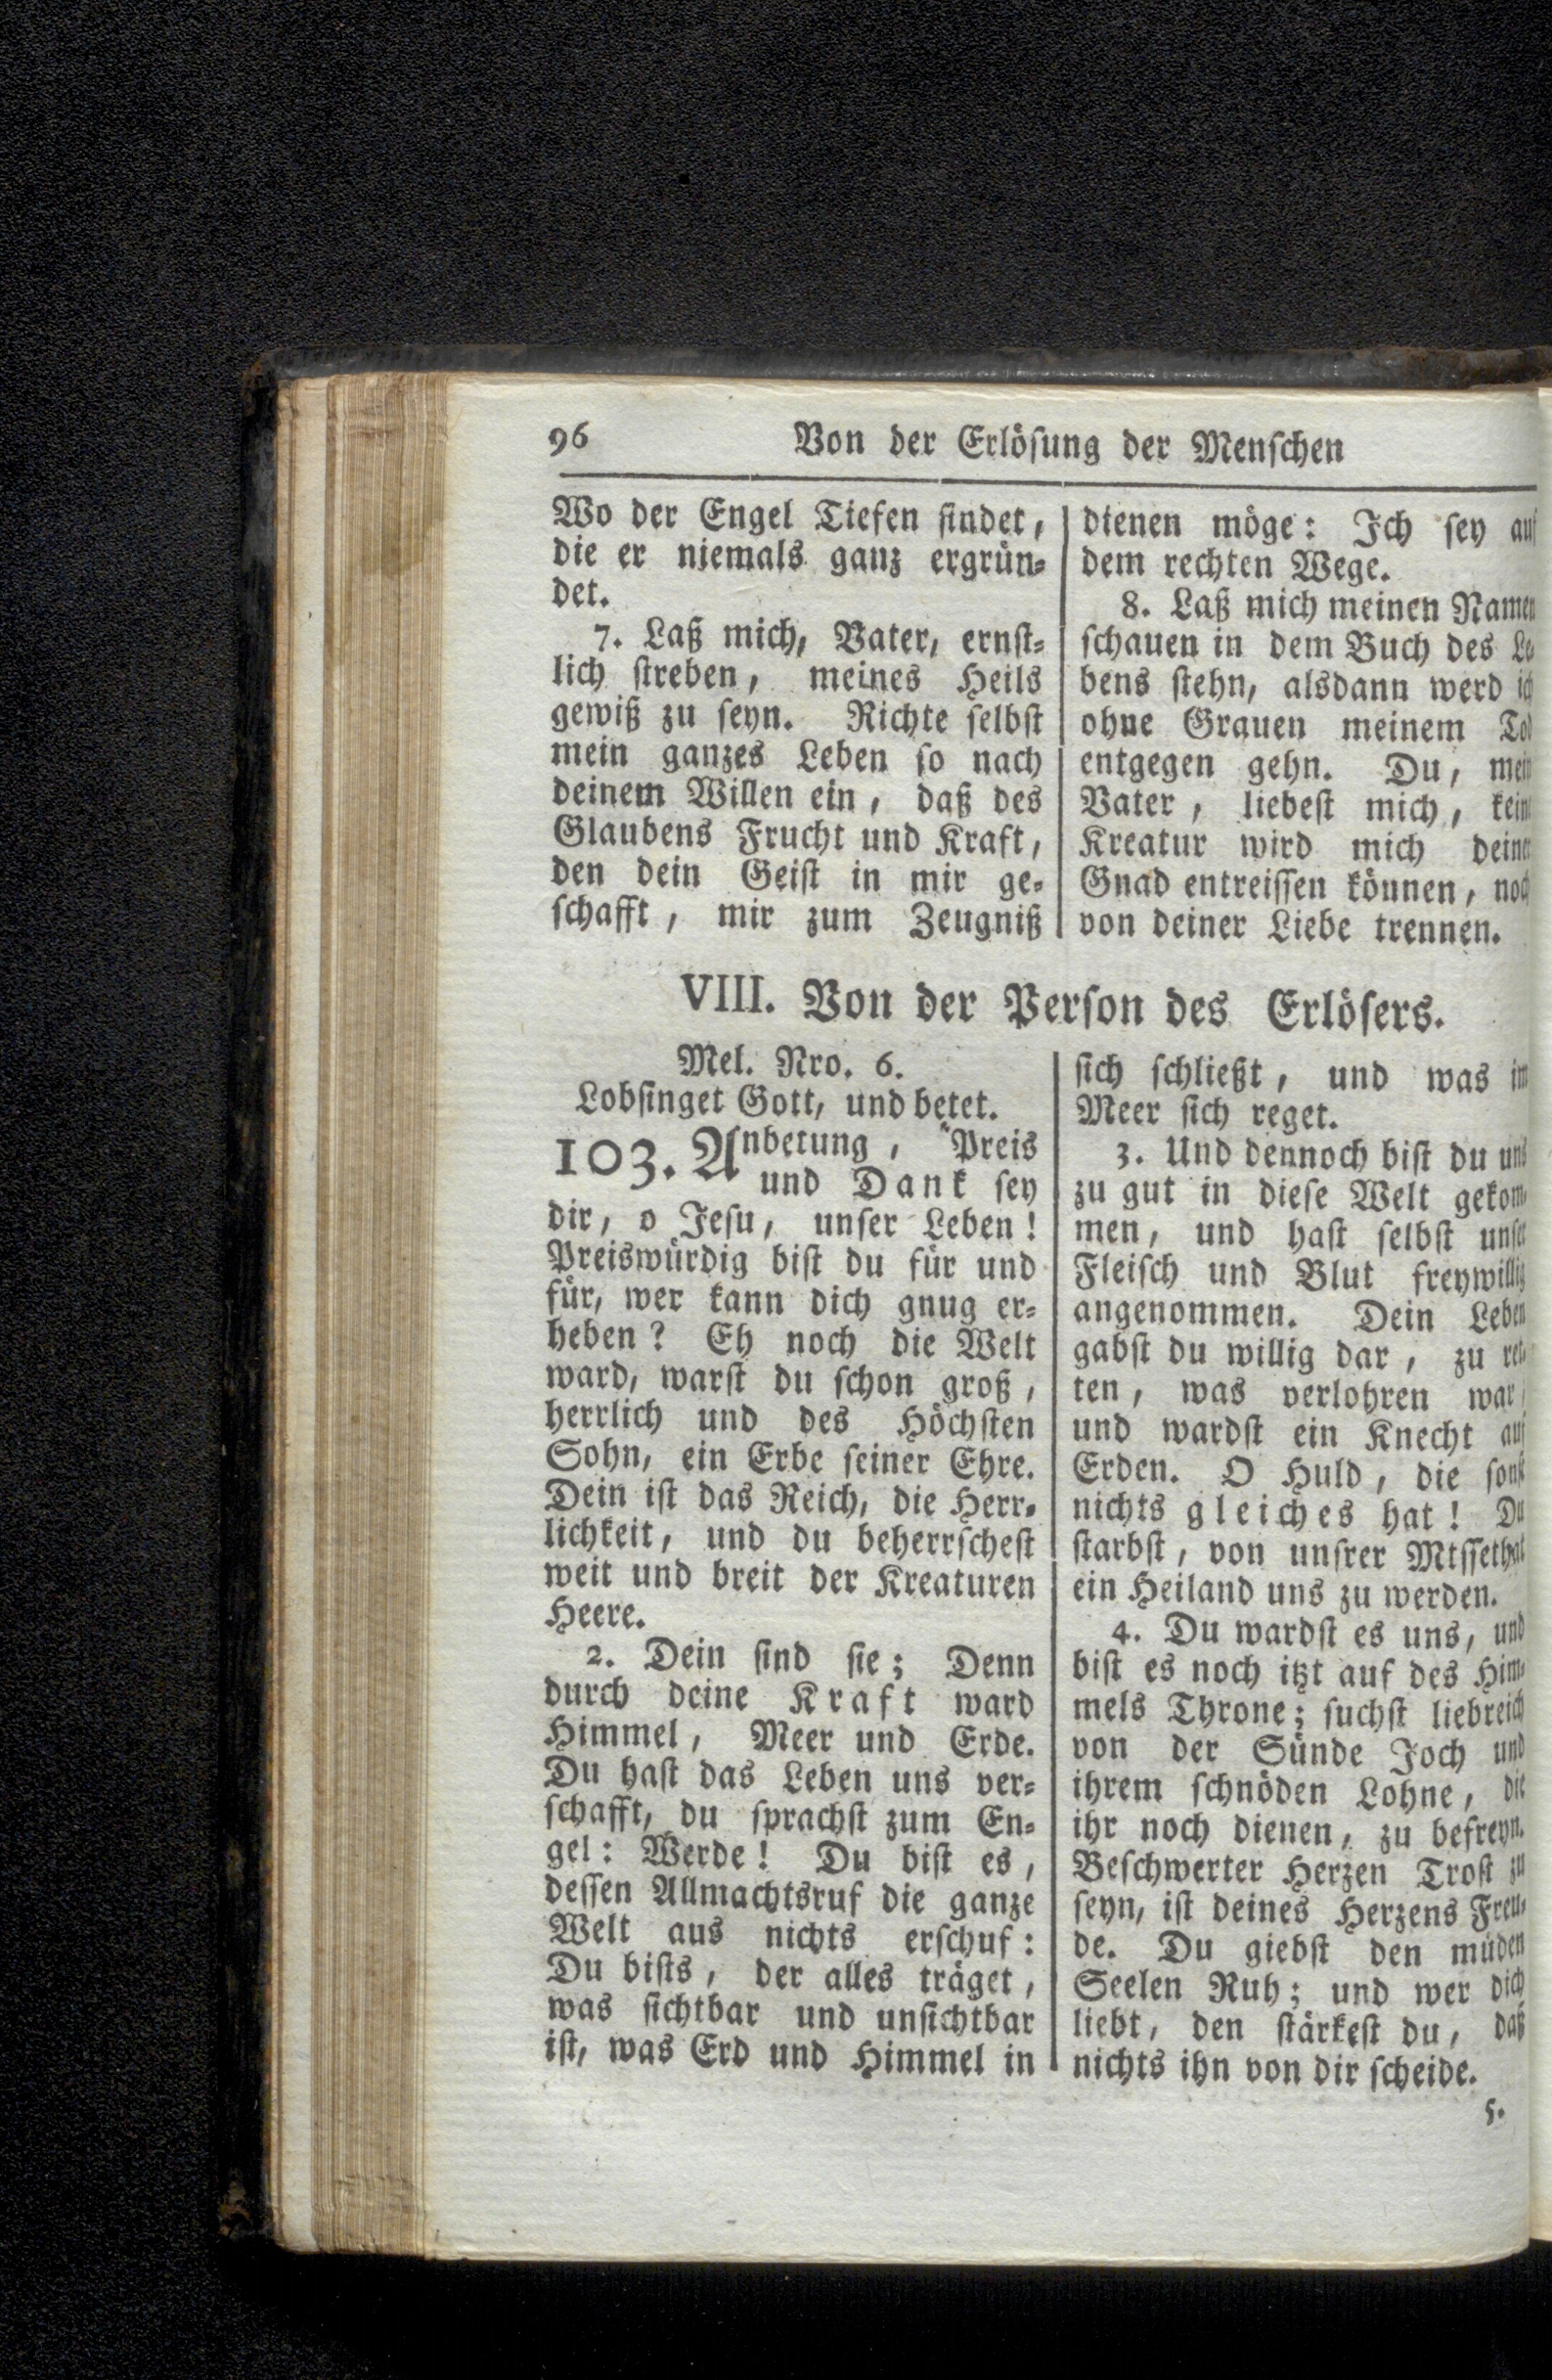 96 Von der Erlöſung der Menſchen
Wo der Engel Tiefen findet,
die er niemals ganz ergrün-
det.
7. Laß mich, Vater, ernſt-
lich ſtreben, meines Heils
gewiß zu ſeyn. Richte ſelbſt
mein ganzes Leben ſo nach
deinem Willen ein, daß des
Glaubens Frucht und Kraft,
den dein Geiſt in mir ge-
ſchafft, mir zum Zeugniß
dienen möge: Ich ſey auf
dem rechten Wege.
8. Laß mich meinen Namen
ſchauen in dem Buch des Le-
bens ſtehn, alsdann werd ich
ohne Grauen meinem Tod
entgegen gehn. Du, mein
Vater, liebeſt mich, keine
Kreatur wird mich deiner
Gnad entreiſſen können, noch
von deiner Liebe trennen.
VIII. Von der Perſon des Erlöſers.
Mel. Nro. 6.
Lobſinget Gott, und betet.
103. Anbetung, Preis
und Dank ſey
dir, o Jeſu, unſer Leben!
Preiswürdig biſt du für und
für, wer kann dich gnug er-
heben? Eh noch die Welt
ward, warſt du ſchon groß,
herrlich und des Höchſten
Sohn, ein Erbe ſeiner Ehre.
Dein iſt das Reich, die Herr-
lichkeit, und du beherrſcheſt
weit und breit der Kreaturen
Heere.
2. Dein ſind ſie; Denn
durch deine Kraft ward
Himmel, Meer und Erde.
Du haſt das Leben uns ver-
ſchafft, du ſprachſt zum En-
gel: Werde! Du biſt es,
deſſen Allmachtsruf die ganze
Welt aus nichts erſchuf:
Du biſts, der alles träget,
was ſichtbar und unſichtbar
iſt, was Erd und Himmel in
ſich ſchließt, und was im
Meer ſich reget.
3. Und dennoch biſt du uns
zu gut in dieſe Welt gekom-
men, und haſt ſelbſt unſer
Fleiſch und Blut freywillig
angenommen. Dein Leben
gabſt du willig dar, zu ret-
ten, was verlohren war,
und wardſt ein Knecht auf
Erden. O Huld, die ſonſt
nichts gleiches hat! Du
ſtarbſt, von unſrer Miſſethat
ein Heiland uns zu werden.
4. Du wardſt es uns, und
biſt es noch itzt auf des Him-
mels Throne; ſuchſt liebreich
von der Sünde Joch und
ihrem ſchnöden Lohne, die
ihr noch dienen, zu befreyn.
Beſchwerter Herzen Troſt zu
ſeyn, iſt deines Herzens Freu-
de. Du giebſt den müden
Seelen Ruh; und wer dich
liebt, den ſtärkeſt du, daß
nichts ihn von dir ſcheide.
5.